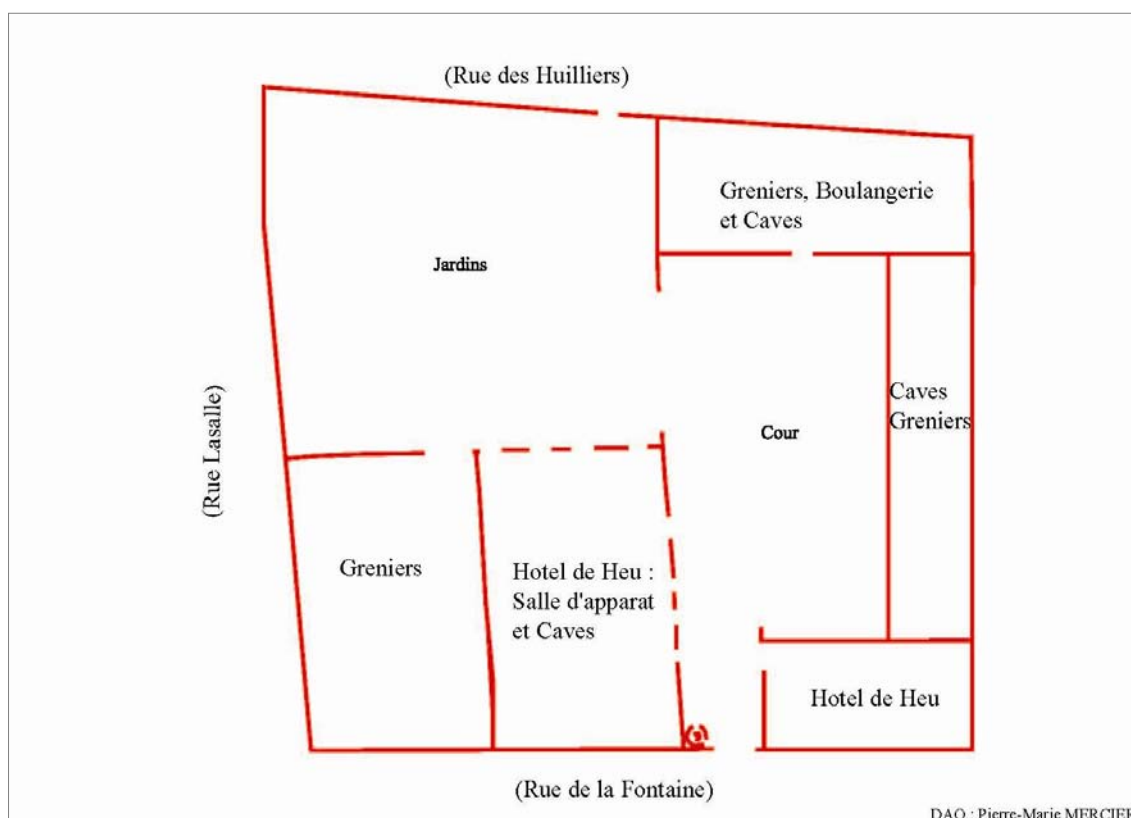 (Rue des Huilliers)
Greniers, Boulangerie
et Caves
Jardins
(Rue Lasalle)
Caves
Greniers
Cour
Greniers
Hotel de Heu :
Salle d'apparat
et Caves
Hotel de Heu
(Rue de la Fontaine)
DAO : Pierre-Marie MERCIER